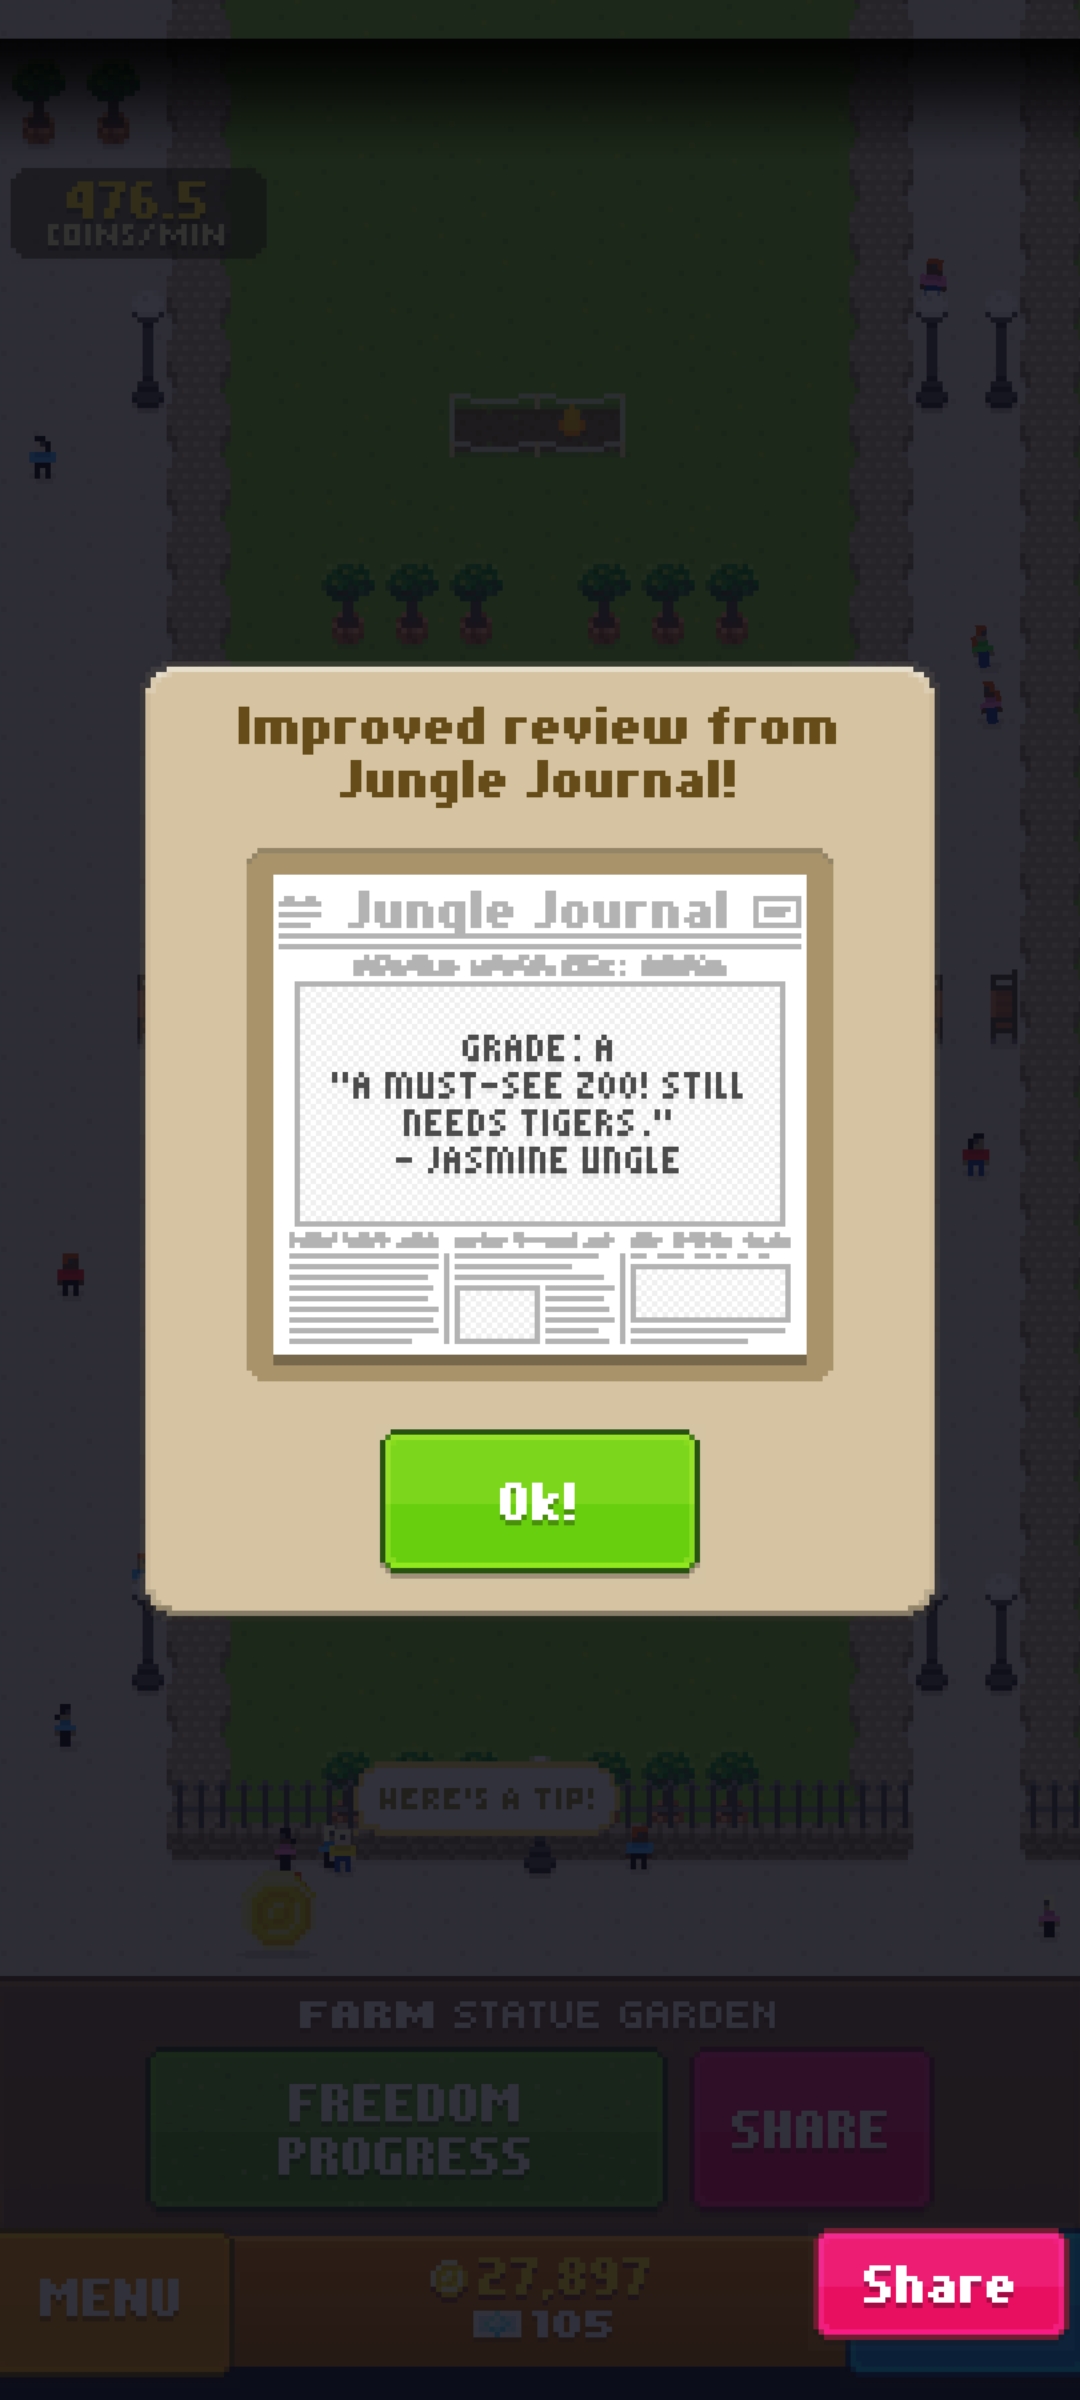 476.5
COINS/MIN
Improved review from
Jungle Journal!
Jungle Journal
GRADE: A
"A MUST-SEE ZOO! STILL
NEEDS TIGERS."
- JASMINE UNGLE
Ok!
HERE'S A TIP!
FARM STATUE GARDEN
FREEDOM
PROGRESS
SHARE
MENU
27,897
105
Share